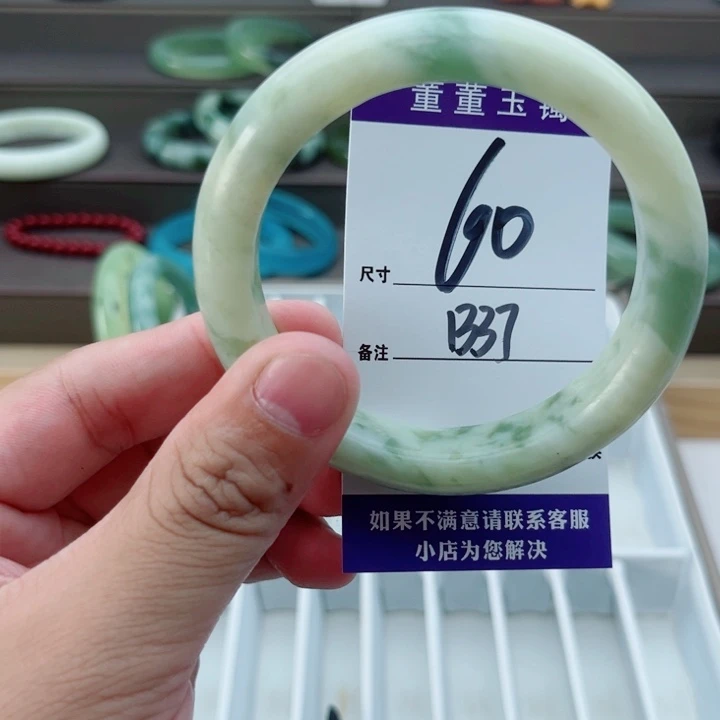 董董玉镯
尺寸 60
备注 B37
如果不满意请联系客服
小店为您解决